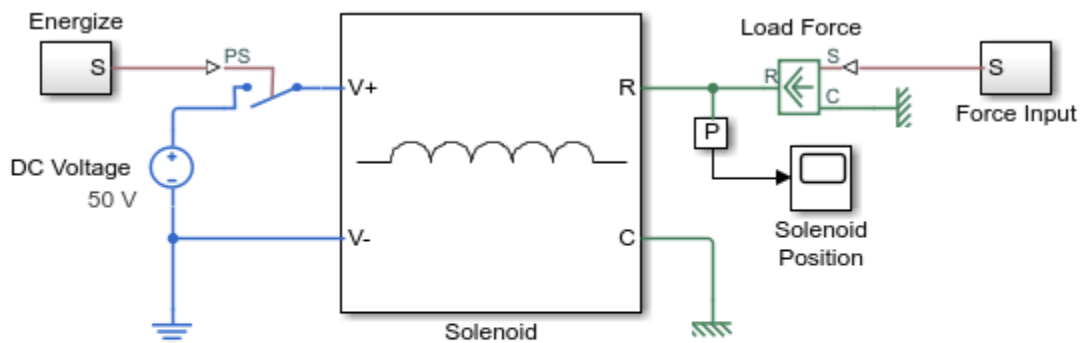 Energize
S
PS
DC Voltage
50 V
V+
V-
Solenoid
R
C
P
Solenoid
Position
Load Force
R
S
C
S
Force Input